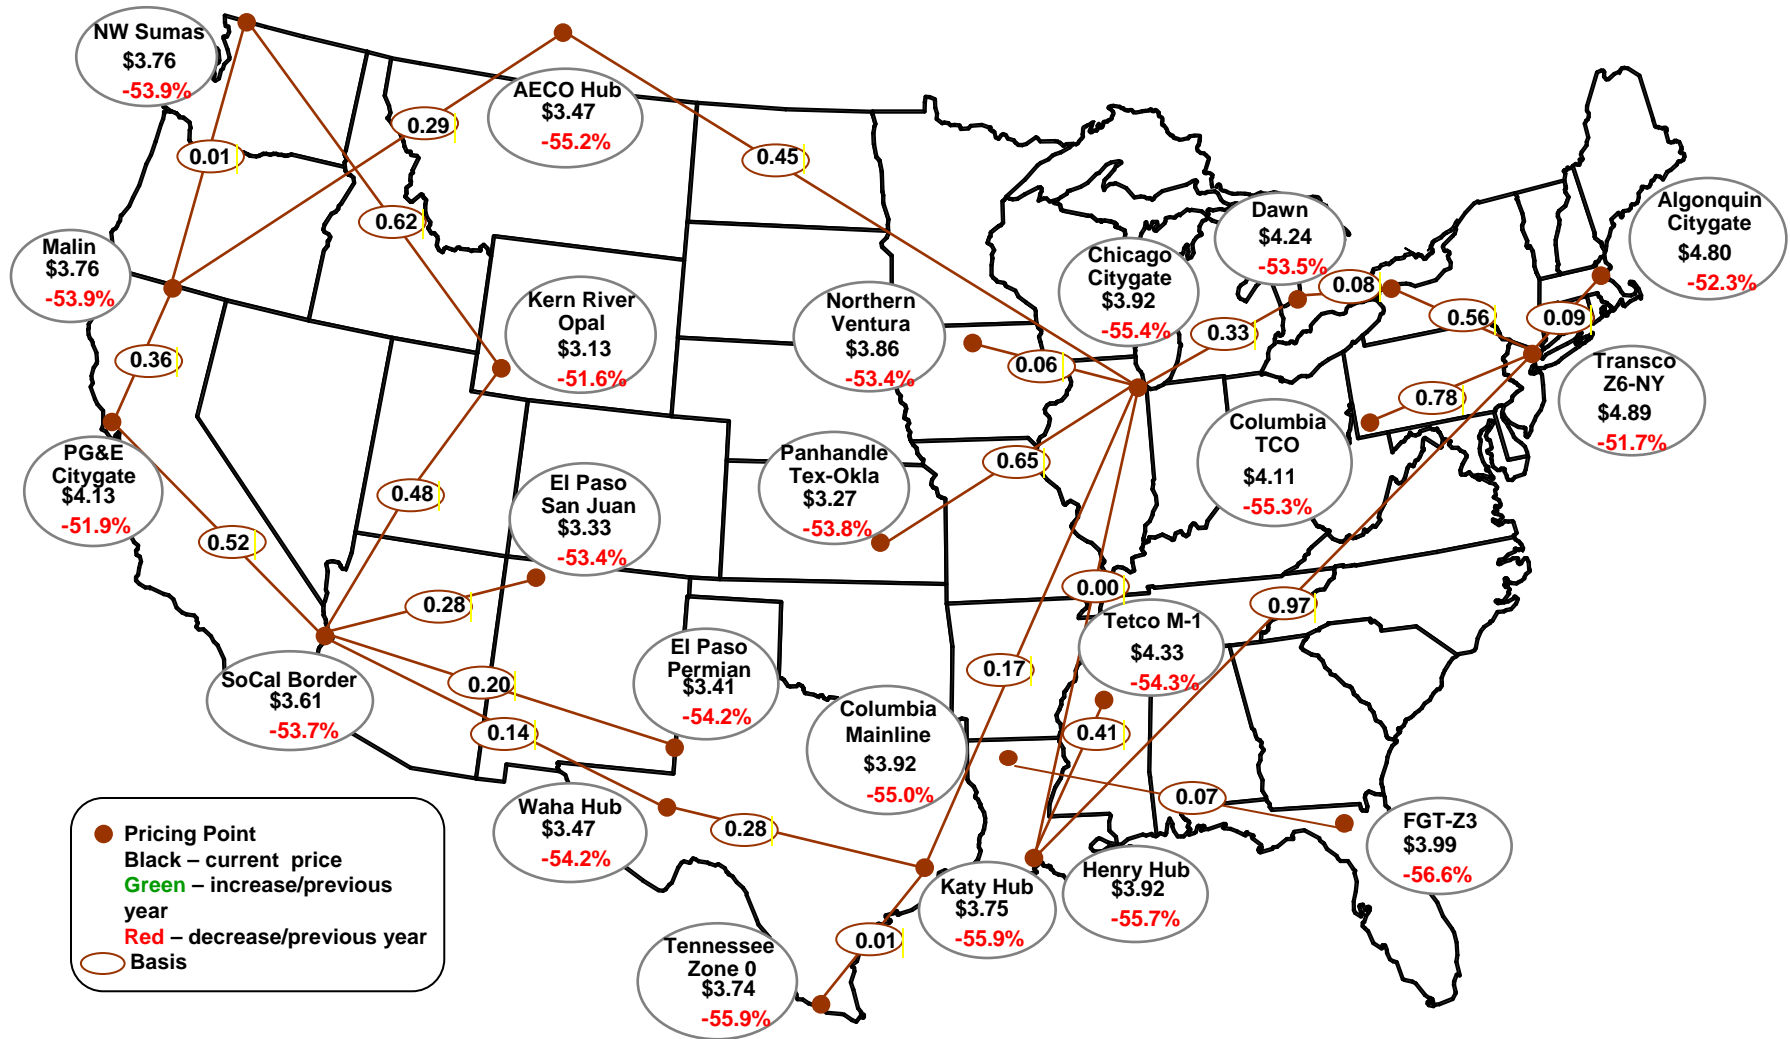 NW Sumas
$3.76
-53.9%
AECO Hub
$3.47
-55.2%
0.29
0.01
0.45
0.62
Malin
$3.76
-53.9%
Kern River
Opal
$3.13
-51.6%
Northern
Ventura
$3.86
-53.4%
Chicago
Citygate
$3.92
-55.4%
Dawn
$4.24
-53.5%
Algonquin
Citygate
$4.80
-52.3%
0.08
0.33
0.56
0.09
0.06
0.36
Transco
Z6-NY
$4.89
-51.7%
0.78
Columbia
TCO
$4.11
-55.3%
PG&E
Citygate
$4.13
-51.9%
0.52
0.48
El Paso
San Juan
$3.33
-53.4%
Panhandle
Tex-Okla
$3.27
-53.8%
0.65
0.28
0.00
0.97
Tetco M-1
$4.33
-54.3%
SoCal Border
$3.61
-53.7%
0.20
0.14
El Paso
Permian
$3.41
-54.2%
0.17
Columbia
Mainline
$3.92
-55.0%
0.41
0.07
Waha Hub
$3.47
-54.2%
0.28
FGT-Z3
$3.99
-56.6%
Katy Hub
$3.75
-55.9%
Henry Hub
$3.92
-55.7%
0.01
Tennessee
Zone 0
$3.74
-55.9%
Pricing Point
Black – current price
Green – increase/previous
year
Red – decrease/previous year
Basis